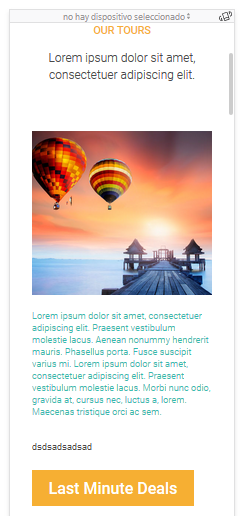 no hay dispositivo seleccionado
OUR TOURS
Lorem ipsum dolor sit amet,
consectetuer adipiscing elit.
Lorem ipsum dolor sit amet, consectetuer
adipiscing elit. Praesent vestibulum
molestie lacus. Aenean nonummy hendrerit
mauris. Phasellus porta. Fusce suscipit
varius mi. Lorem ipsum dolor sit amet,
consectetuer adipiscing elit. Praesent
vestibulum molestie lacus. Morbi nunc odio,
gravida at, cursus nec, luctus a, lorem.
Maecenas tristique orci ac sem.
dsdsadsadsad
Last Minute Deals